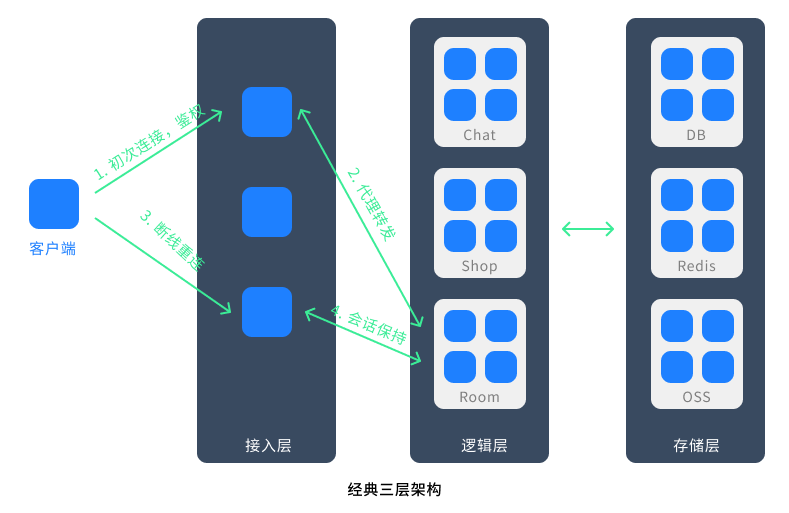 客户端
1. 初次连接，鉴权
3. 断线重连
接入层
2. 代理转发
4. 会话保持
Chat
Shop
Room
逻辑层
DB
Redis
OSS
存储层
经典三层架构